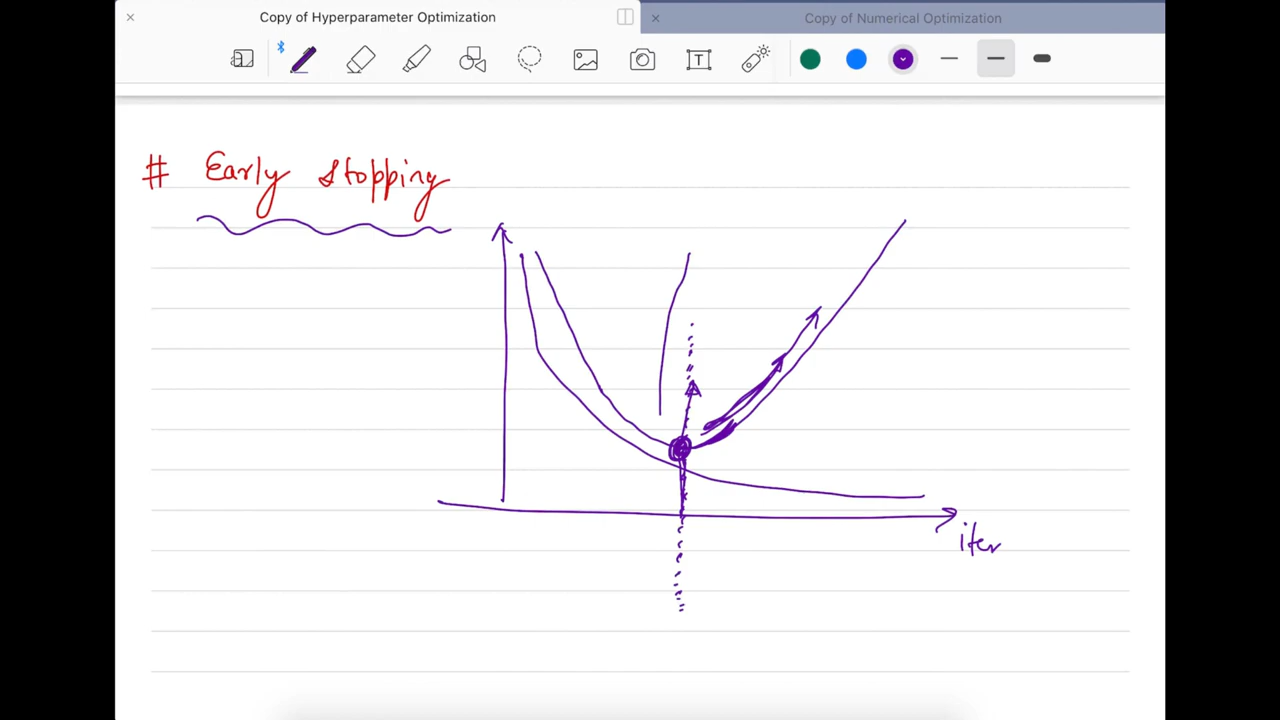 Copy of Hyperparameter Optimization
Copy of Numerical Optimization
T
# Early Stopping
iter